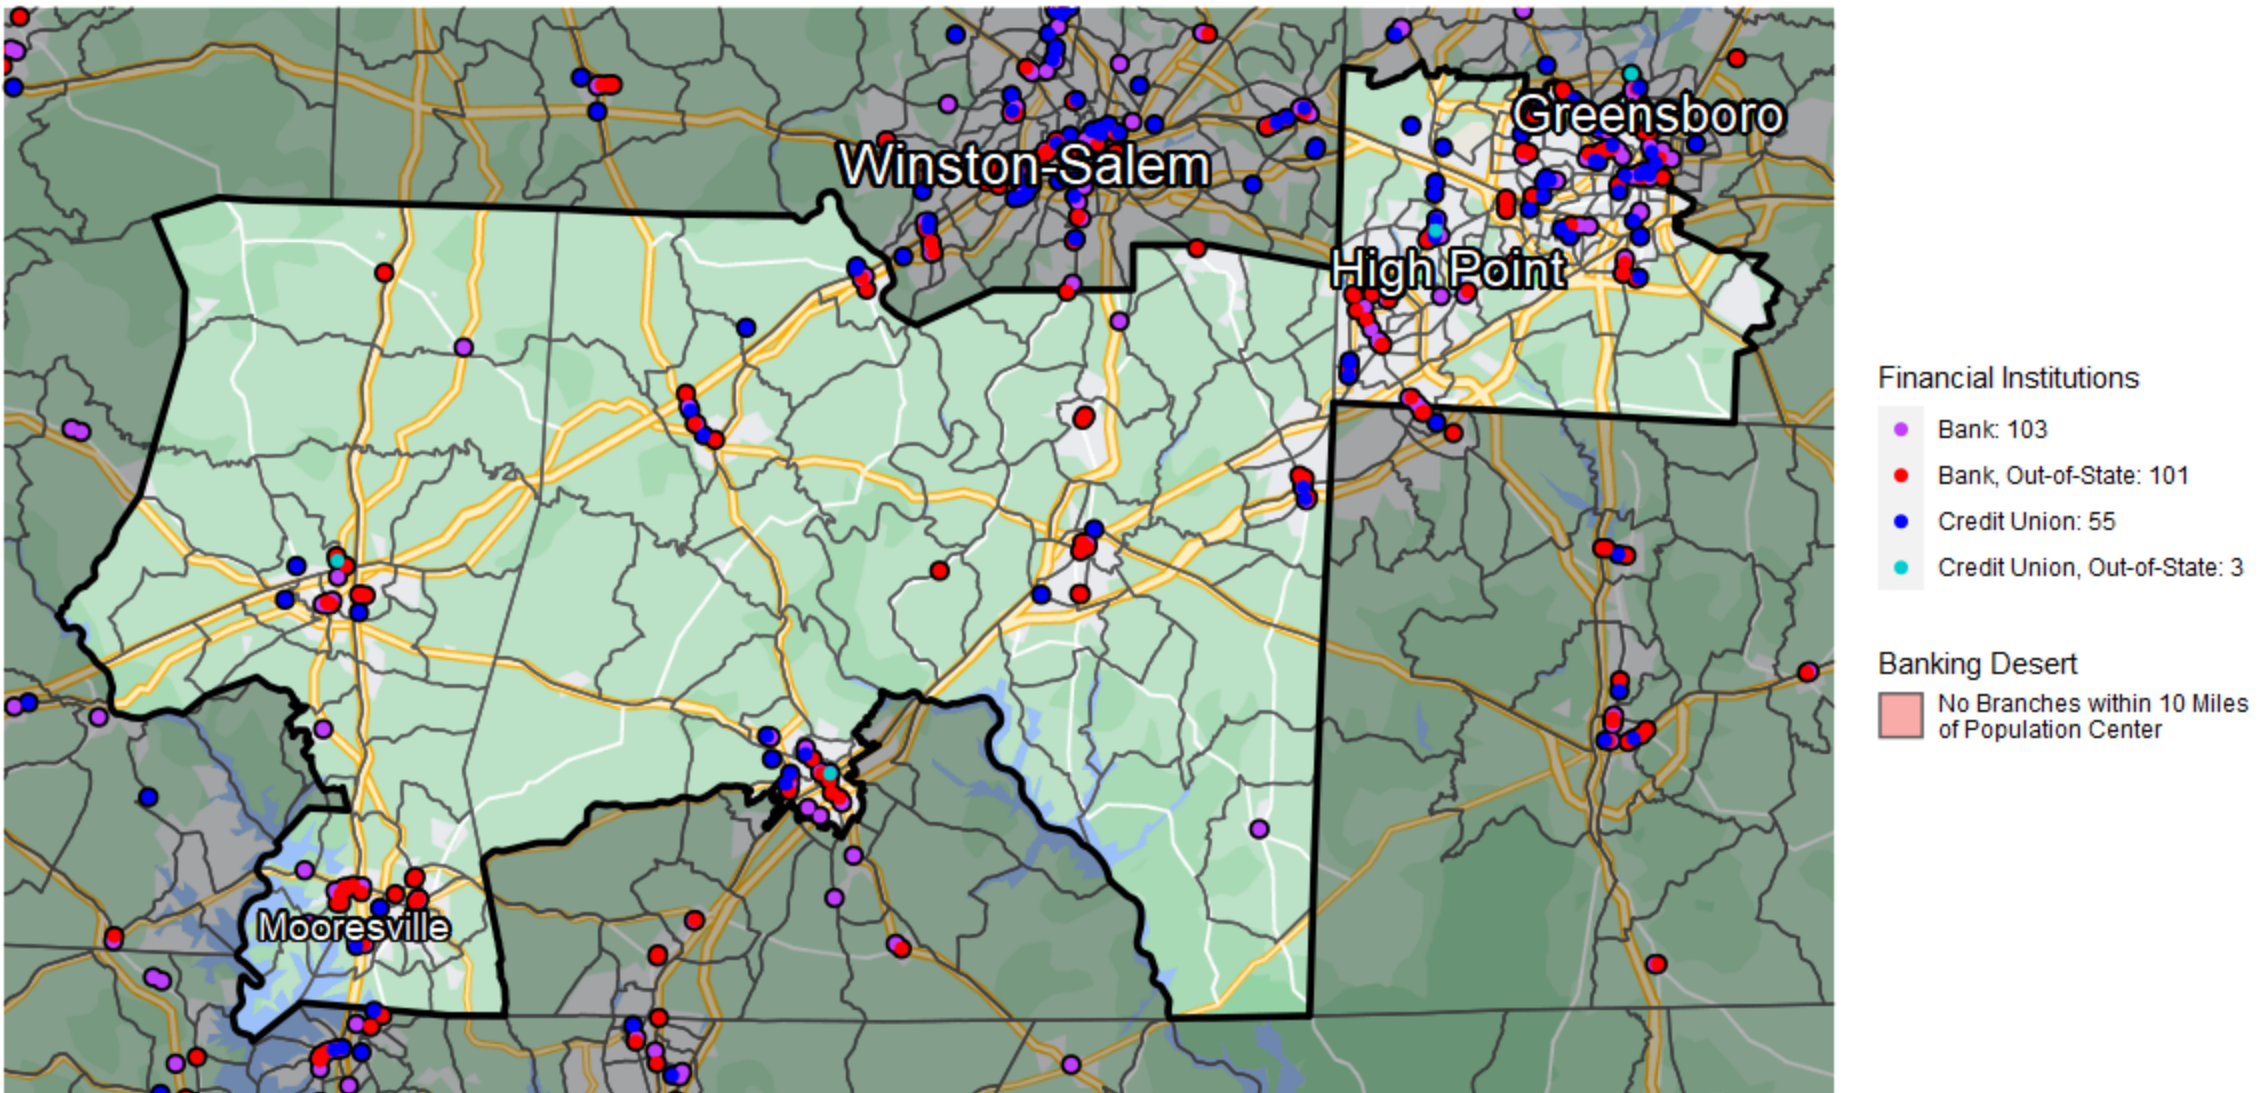 Greensboro
Winston-Salem
High Point
Mooresville
Financial Institutions
Bank: 103
Bank, Out-of-State: 101
Credit Union: 55
Credit Union, Out-of-State: 3
Banking Desert
No Branches within 10 Miles
of Population Center